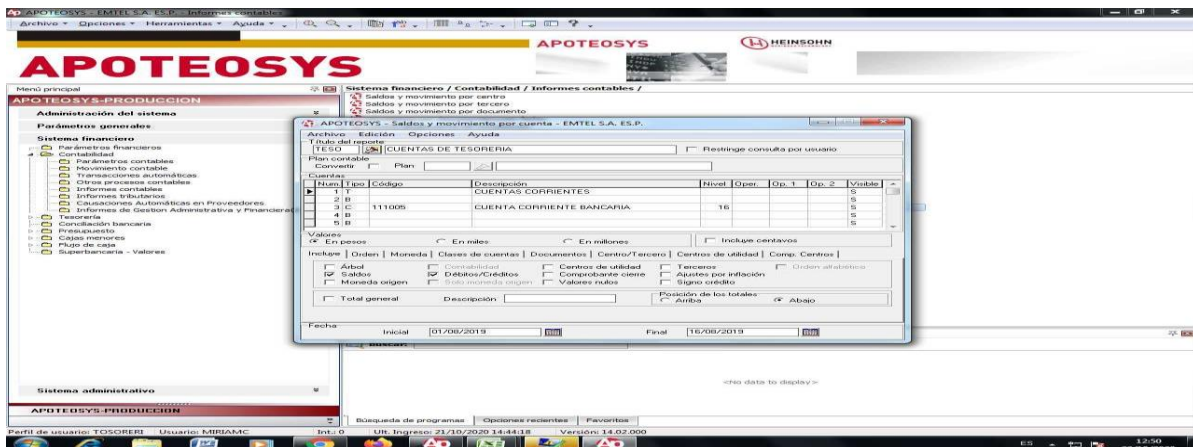 APOTEOSYS - EMTEL S.A. ES.P. - Informes contables
Archivo Opciones Herramientas Ayuda
APOTEOSYS
HEINSOHN
APOTEOSYS
Menú principal
APOTEOSYS-PRODUCCION
Administración del sistema
Parámetros generales
Sistema financiero
Parámetros financieros
Contabilidad
Parámetros contables
Movimiento contable
Transacciones automáticas
Otros procesos contables
Informes contables
Informes tributarios
Causaciones Automáticas en Proveedores
Informes de Gestion Administrativa y Financiera
Tesorería
Conciliación bancaria
Presupuesto
Cajas menores
Flujo de caja
Superbancaria - Valores
Sistema administrativo
APOTEOSYS-PRODUCCION
Sistema financiero / Contabilidad / Informes contables /
Saldos y movimiento por centro
Saldos y movimiento por tercero
Saldos y movimiento por documento
APOTEOSYS - Saldos y movimiento por cuenta - EMTEL S.A. ES.P.
Archivo Edición Opciones Ayuda
Título del reporte
TESO CUENTAS DE TESORERIA Restringe consulta por usuario
Plan contable
Convertir Plan
Cuentas
Num. Tipo Código Descripción Nivel Oper. Op. 1 Op. 2 Visible
1 T CUENTAS CORRIENTES S
2 B S
3 C 111005 CUENTA CORRIENTE BANCARIA 16 S
4 B S
5 B S
Valores
En pesos En miles En millones Incluye centavos
Incluye Orden Moneda Clases de cuentas Documentos Centro/Tercero Centros de utilidad Comp. Centros
Árbol Contabilidad Centros de utilidad Terceros Orden alfabético
Saldos Débitos/Créditos Comprobante cierre Ajustes por inflación
Moneda origen Solo moneda origen Valores nulos Signo crédito
Total general Descripción Posición de los totales
Arriba Abajo
Fecha
Inicial 01/08/2019 Final 16/08/2019
Buscar:
<No data to display>
Búsqueda de programas Opciones recientes Favoritos
Perfil de usuario: TOSORERI Usuario: MIRIAMC Int.: 0 Ult. Ingreso: 21/10/2020 14:44:18 Versión: 14.02.000
ES 12:50